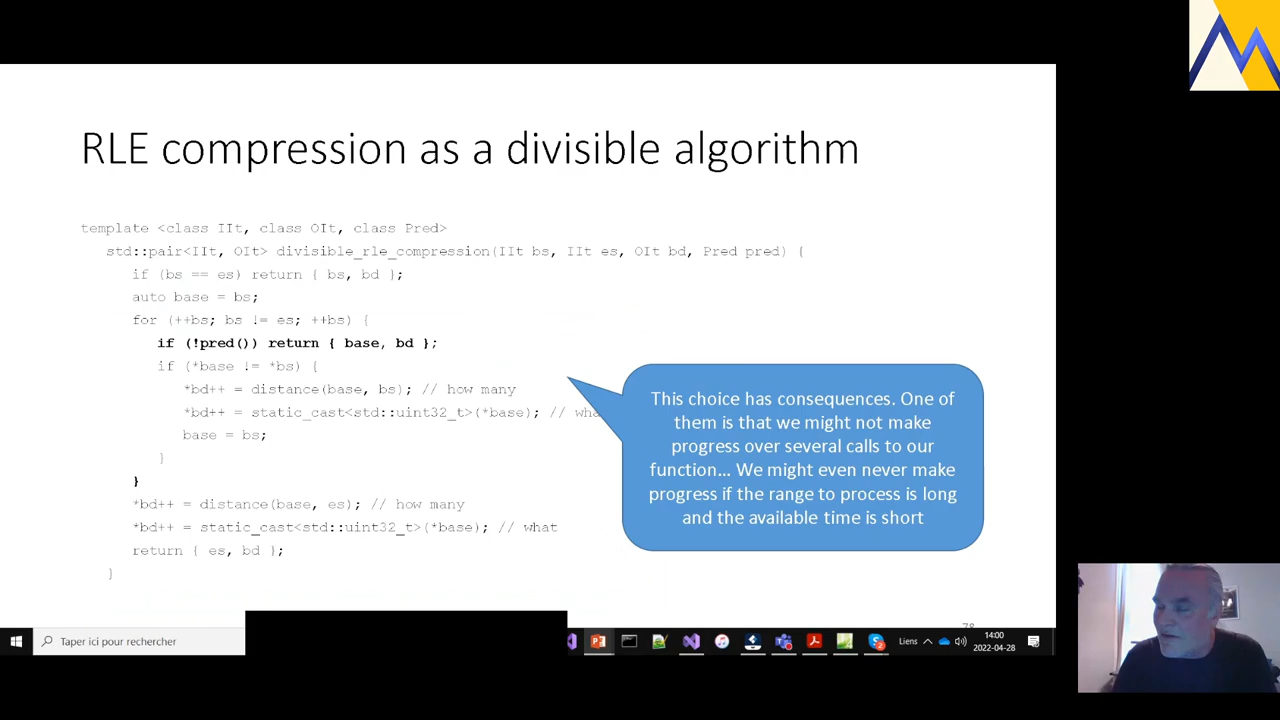 RLE compression as a divisible algorithm
template <class IIt, class OIt, class Pred>
std::pair<IIt, OIt> divisible_rle_compression(IIt bs, IIt es, OIt bd, Pred pred) {
if (bs == es) return { bs, bd };
auto base = bs;
for (++bs; bs != es; ++bs) {
if (!pred()) return { base, bd };
if (*base != *bs) {
*bd++ = distance(base, bs); // how many
*bd++ = static_cast<std::uint32_t>(*base); //
base = bs;
}
}
*bd++ = distance(base, es); // how many
*bd++ = static_cast<std::uint32_t>(*base); // what
return { es, bd };
}
This choice has consequences. One of
them is that we might not make
progress over several calls to our
function... We might even never make
progress if the range to process is long
and the available time is short
Taper ici pour rechercher
Liens
14:00
2022-04-28